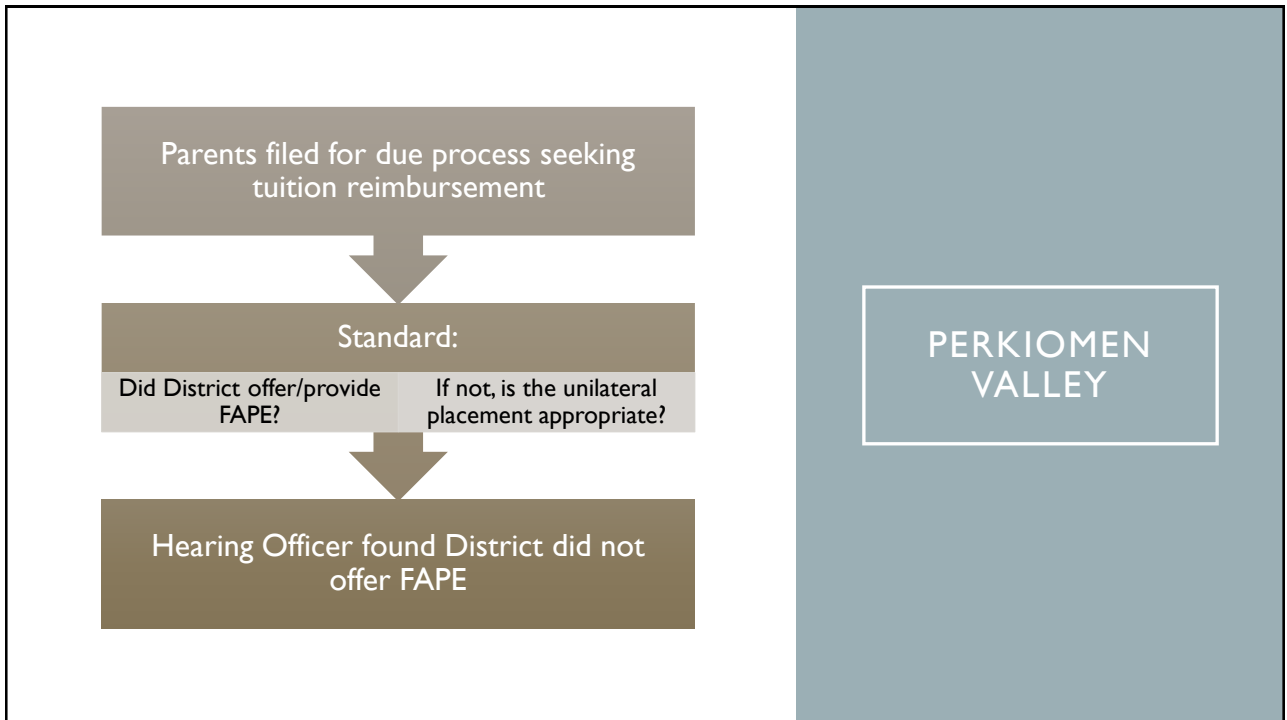 Parents filed for due process seeking
tuition reimbursement
Standard:
Did District offer/provide
FAPE?
If not, is the unilateral
placement appropriate?
Hearing Officer found District did not
offer FAPE
PERKIOMEN
VALLEY